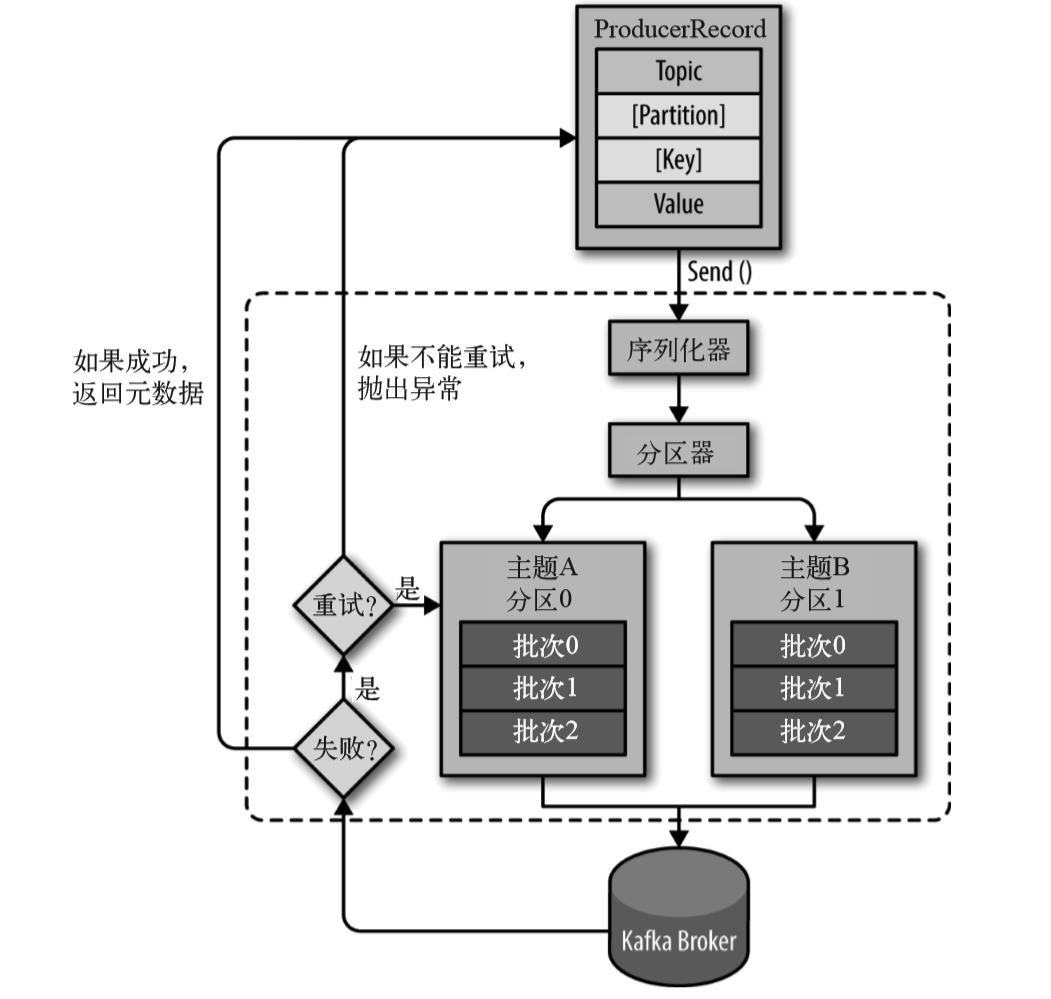 ProducerRecord
Topic
[Partition]
[Key]
Value
Send ()
如果成功，
返回元数据
如果不能重试，
抛出异常
序列化器
分区器
主题A
分区0
批次0
批次1
批次2
主题B
分区1
批次0
批次1
批次2
重试?
是
是
失败?
Kafka Broker